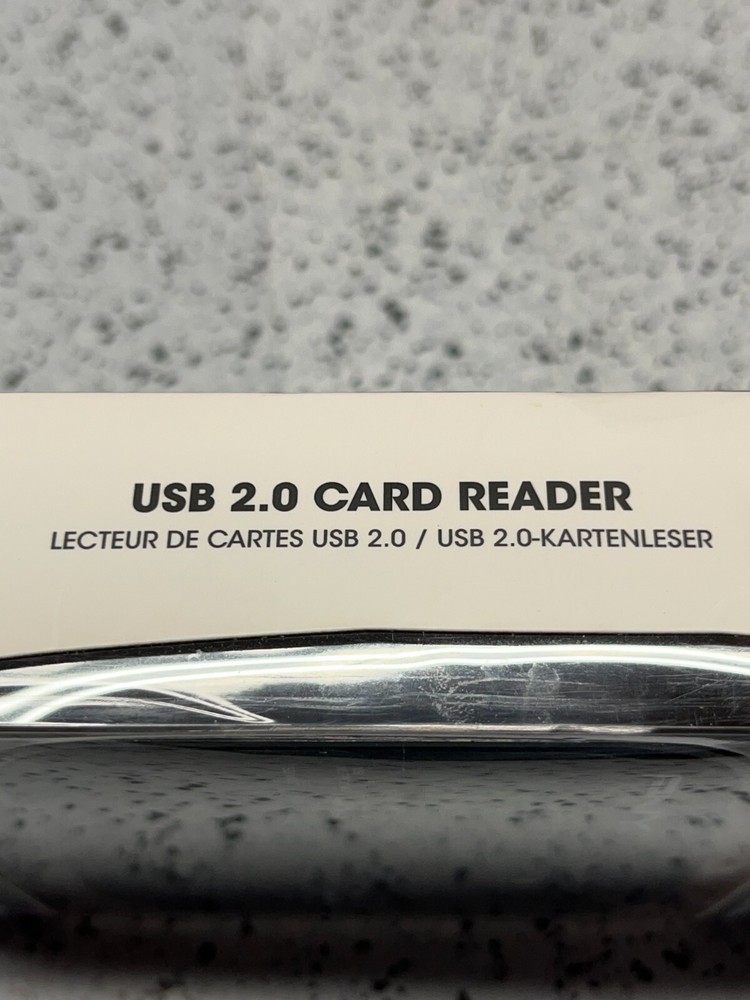 USB 2.0 CARD READER
LECTEUR DE CARTES USB 2.0 / USB 2.0-KARTENLESER